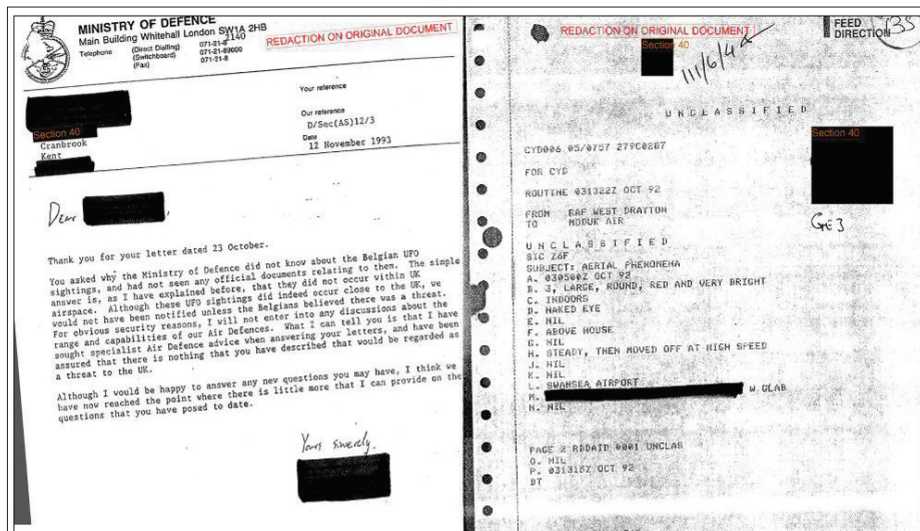 MINISTRY OF DEFENCE
Main Building Whitehall London SW1A 2HB
Telephone (Direct Dialling) 071-21-8 2140
(Switchboard) 071-21-89000
(Fax) 071-21-8
REDACTION ON ORIGINAL DOCUMENT
Your reference
Our reference
D/Sec(AS)12/3
Date
12 November 1993
Section 40
Cranbrook
Kent
Dear ,
Thank you for your letter dated 23 October.
You asked why the Ministry of Defence did not know about the Belgian UFO
sightings, and had not seen any official documents relating to then. The simple
answer is, as I have explained before, that they did not occur within UK
airspace. Although these UFO sightings did indeed occur close to the UK, we
would not have been notified unless the Belgians believed there was a threat.
For obvious security reasons, I will not enter into any discussions about the
range and capabilities of our Air Defences. What I can tell you is that I have
sought specialist Air Defence advice when answering your letters, and have been
assured that there is nothing that you have described that would be regarded as
a threat to the UK.
Although I would be happy to answer any new questions you may have, I think we
have now reached the point where there is little more that I can provide on the
questions that you have posed to date.
Yours sincerely.
REDACTION ON ORIGINAL DOCUMENT
Section 40
FEED
DIRECTION
UNCLASSIFIED
Section 40
CYD006 05/0757 279C0287
FOR CYD
ROUTINE 031322Z OCT 92
FROM RAF WEST DRAYTON
TO MODUK AIR
UNCLASSIFIED
SIC Z6F
SUBJECT: AERIAL PHENOMENA
A. 030500Z OCT 92
B. 3, LARGE, ROUND, RED AND VERY BRIGHT
C. INDOORS
D. NAKED EYE
E. NIL
F. ABOVE HOUSE
G. NIL
H. STEADY, THEN MOVED OFF AT HIGH SPEED
J. NIL
K. NIL
L. SWANSEA AIRPORT
M. W.GLAB
N. NIL
PAGE 2 RBDAID 0001 UNCLAS
O. NIL
P. 031315Z OCT 92
BT